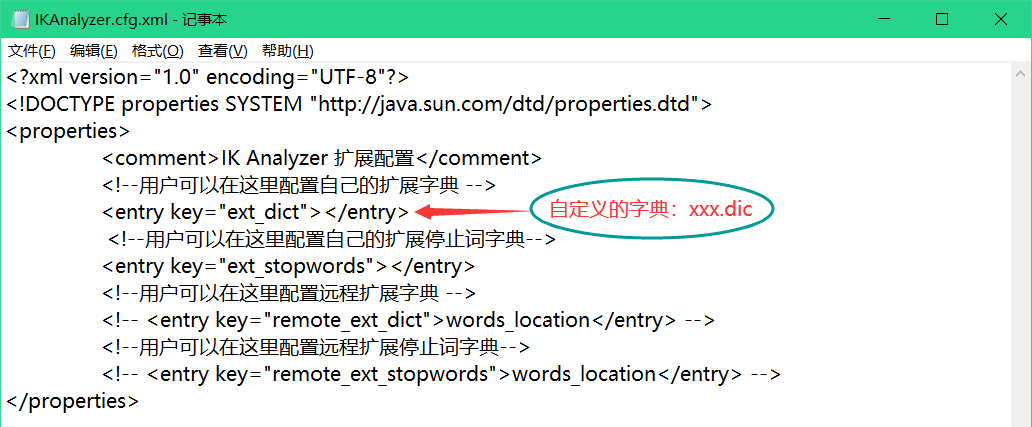 IKAnalyzer.cfg.xml - 记事本
文件(F) 编辑(E) 格式(O) 查看(V) 帮助(H)
<?xml version="1.0" encoding="UTF-8"?>
<!DOCTYPE properties SYSTEM "http://java.sun.com/dtd/properties.dtd">
<properties>
<comment>IK Analyzer 扩展配置</comment>
<!--用户可以在这里配置自己的扩展字典 -->
<entry key="ext_dict"></entry> 自定义的字典：xxx.dic
<!--用户可以在这里配置自己的扩展停止词字典-->
<entry key="ext_stopwords"></entry>
<!--用户可以在这里配置远程扩展字典 -->
<!-- <entry key="remote_ext_dict">words_location</entry> -->
<!--用户可以在这里配置远程扩展停止词字典-->
<!-- <entry key="remote_ext_stopwords">words_location</entry> -->
</properties>